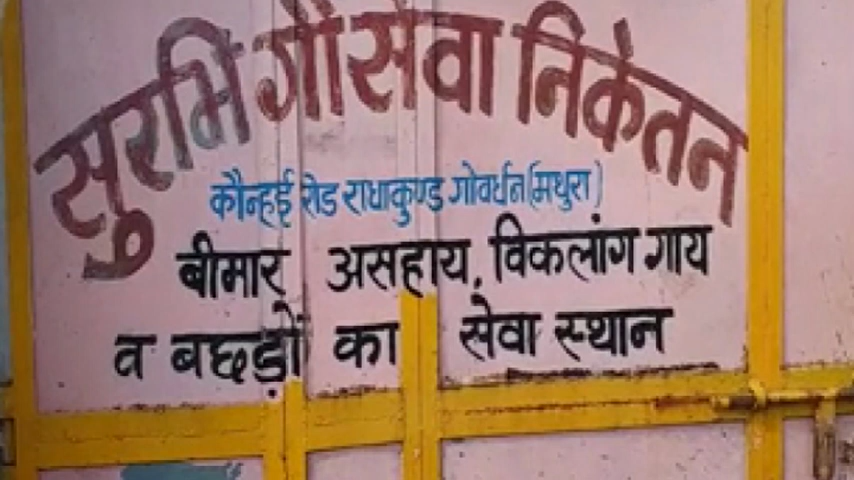 सुरभि गौसेवा निकेतन
कौन्हई रोड राधाकुण्ड गोवर्धन(मथुरा)
बीमार, असहाय, विकलांग गाय
व बछड़ों का सेवा स्थान